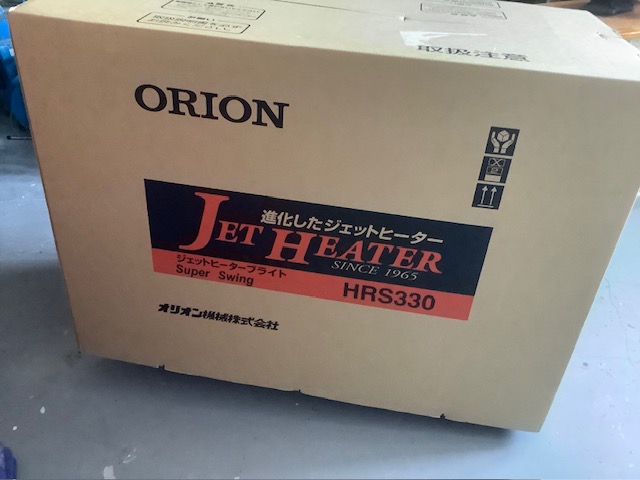 取扱注意
ORION
進化したジェットヒーター
JET HEATER
SINCE 1965
ジェットヒーターブライト
Super Swing
HRS330
オリオン機械株式会社